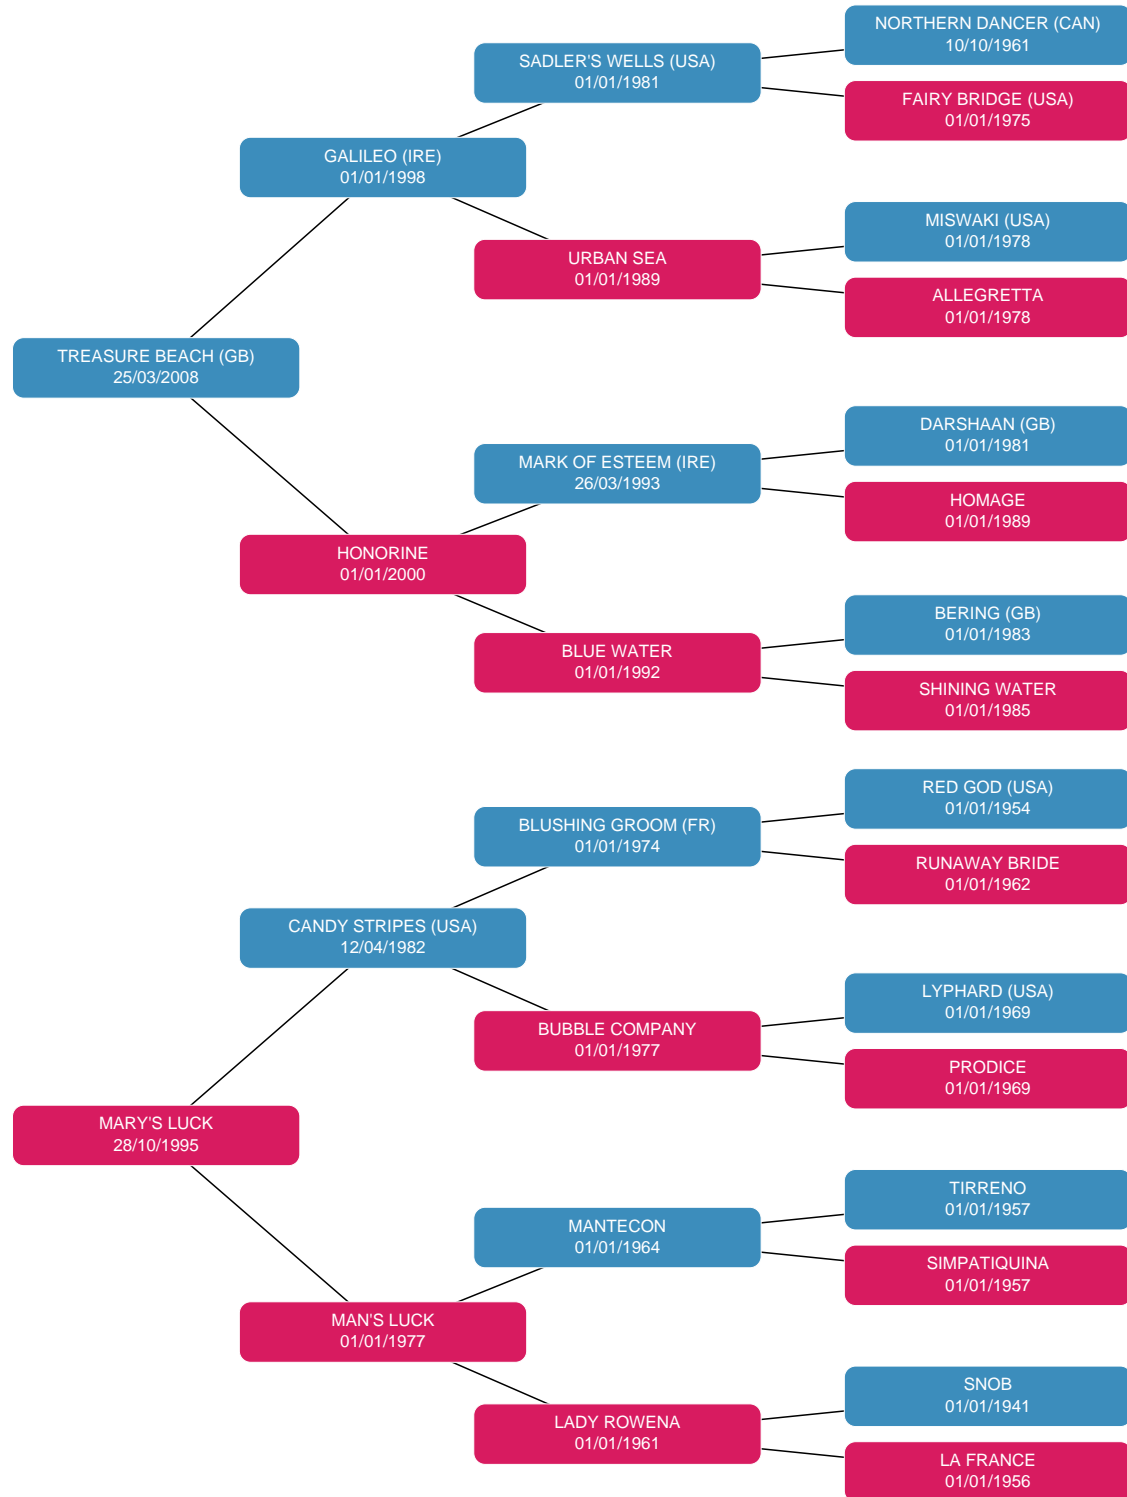 NORTHERN DANCER (CAN)
10/10/1961
SADLER'S WELLS (USA)
01/01/1981
FAIRY BRIDGE (USA)
01/01/1975
GALILEO (IRE)
01/01/1998
MISWAKI (USA)
01/01/1978
URBAN SEA
01/01/1989
ALLEGRETTA
01/01/1978
TREASURE BEACH (GB)
25/03/2008
DARSHAAN (GB)
01/01/1981
MARK OF ESTEEM (IRE)
26/03/1993
HOMAGE
01/01/1989
HONORINE
01/01/2000
BERING (GB)
01/01/1983
BLUE WATER
01/01/1992
SHINING WATER
01/01/1985
RED GOD (USA)
01/01/1954
BLUSHING GROOM (FR)
01/01/1974
RUNAWAY BRIDE
01/01/1962
CANDY STRIPES (USA)
12/04/1982
LYPHARD (USA)
01/01/1969
BUBBLE COMPANY
01/01/1977
PRODICE
01/01/1969
MARY'S LUCK
28/10/1995
TIRRENO
01/01/1957
MANTECON
01/01/1964
SIMPATIQUINA
01/01/1957
MAN'S LUCK
01/01/1977
SNOB
01/01/1941
LADY ROWENA
01/01/1961
LA FRANCE
01/01/1956